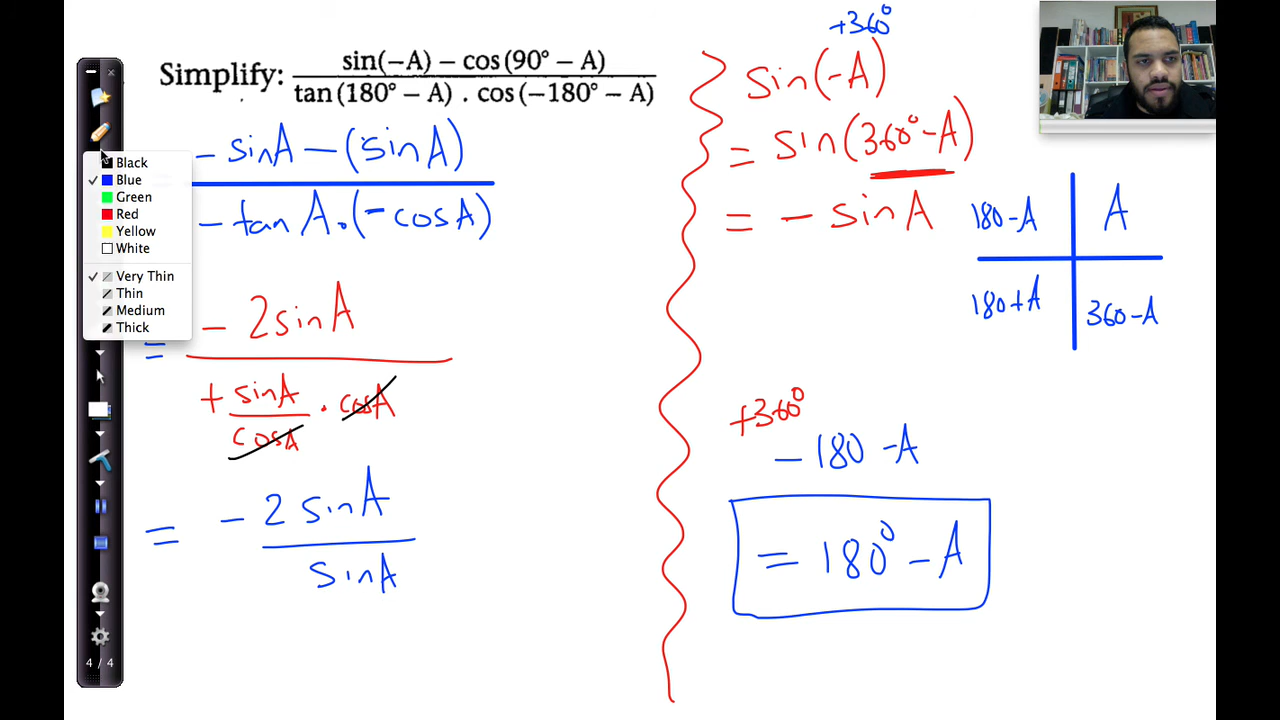 Simplify: sin(-A) - cos(90° - A)
tan(180° - A) . cos(-180° - A)
- sinA - (sinA)
- tan A . (-cosA)
= - 2sinA
+ sinA . cosA
cosA
= - 2 sinA
sinA
+360°
sin(-A)
= sin(360° - A)
= - sinA
180-A A
180+A 360-A
+360°
- 180 - A
= 180° - A
Black
Blue
Green
Red
Yellow
White
Very Thin
Thin
Medium
Thick
4 / 4